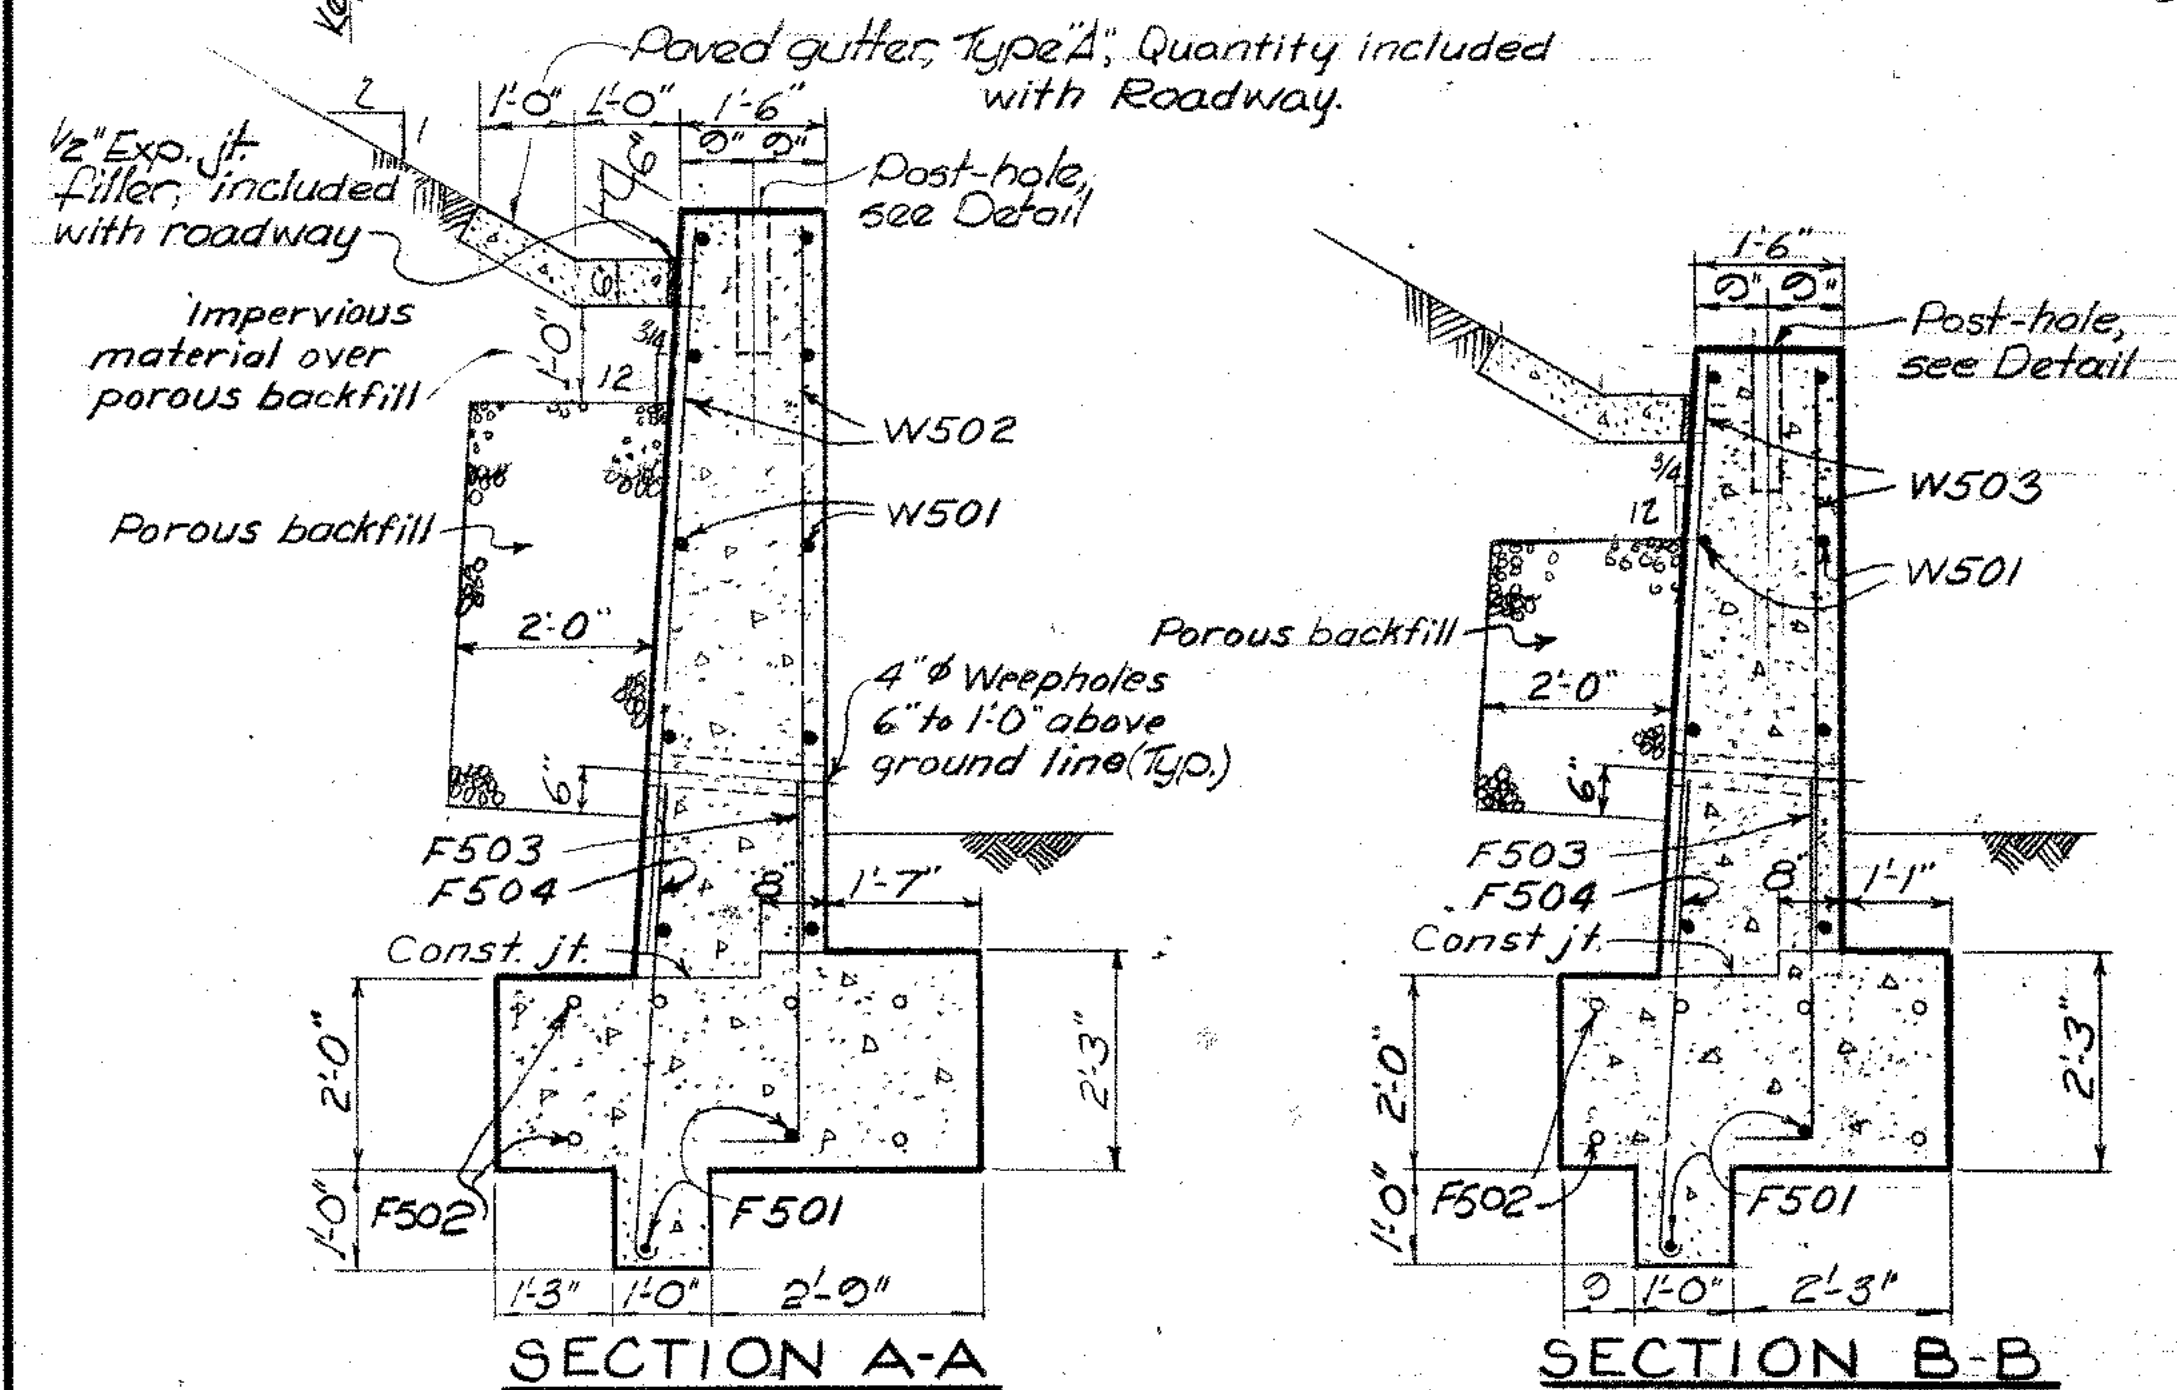 Paved gutter, Type "A", Quantity included
with Roadway.
2
1
1'-0" 1'-0" 1'-6"
9" 9"
6"
1/2" Exp. jt.
filler, included
with roadway
Post-hole,
see Detail
Impervious
material over
porous backfill
6"
1'-0"
3/4
12
W502
W501
Porous backfill
2'-0"
4"φ Weepholes
6" to 1'-0" above
ground line (Typ.)
6"
F503
F504
8"
1'-7"
Const. jt.
2'-0"
2'-3"
1'-0"
F502
F501
1'-3" 1'-0" 2'-9"
SECTION A-A
1'-6"
9" 9"
Post-hole,
see Detail
3/4
12
W503
W501
Porous backfill
2'-0"
6"
F503
F504
8"
1'-1"
Const jt.
2'-0"
2'-3"
1'-0"
F502
F501
9 1'-0" 2'-3"
SECTION B-B